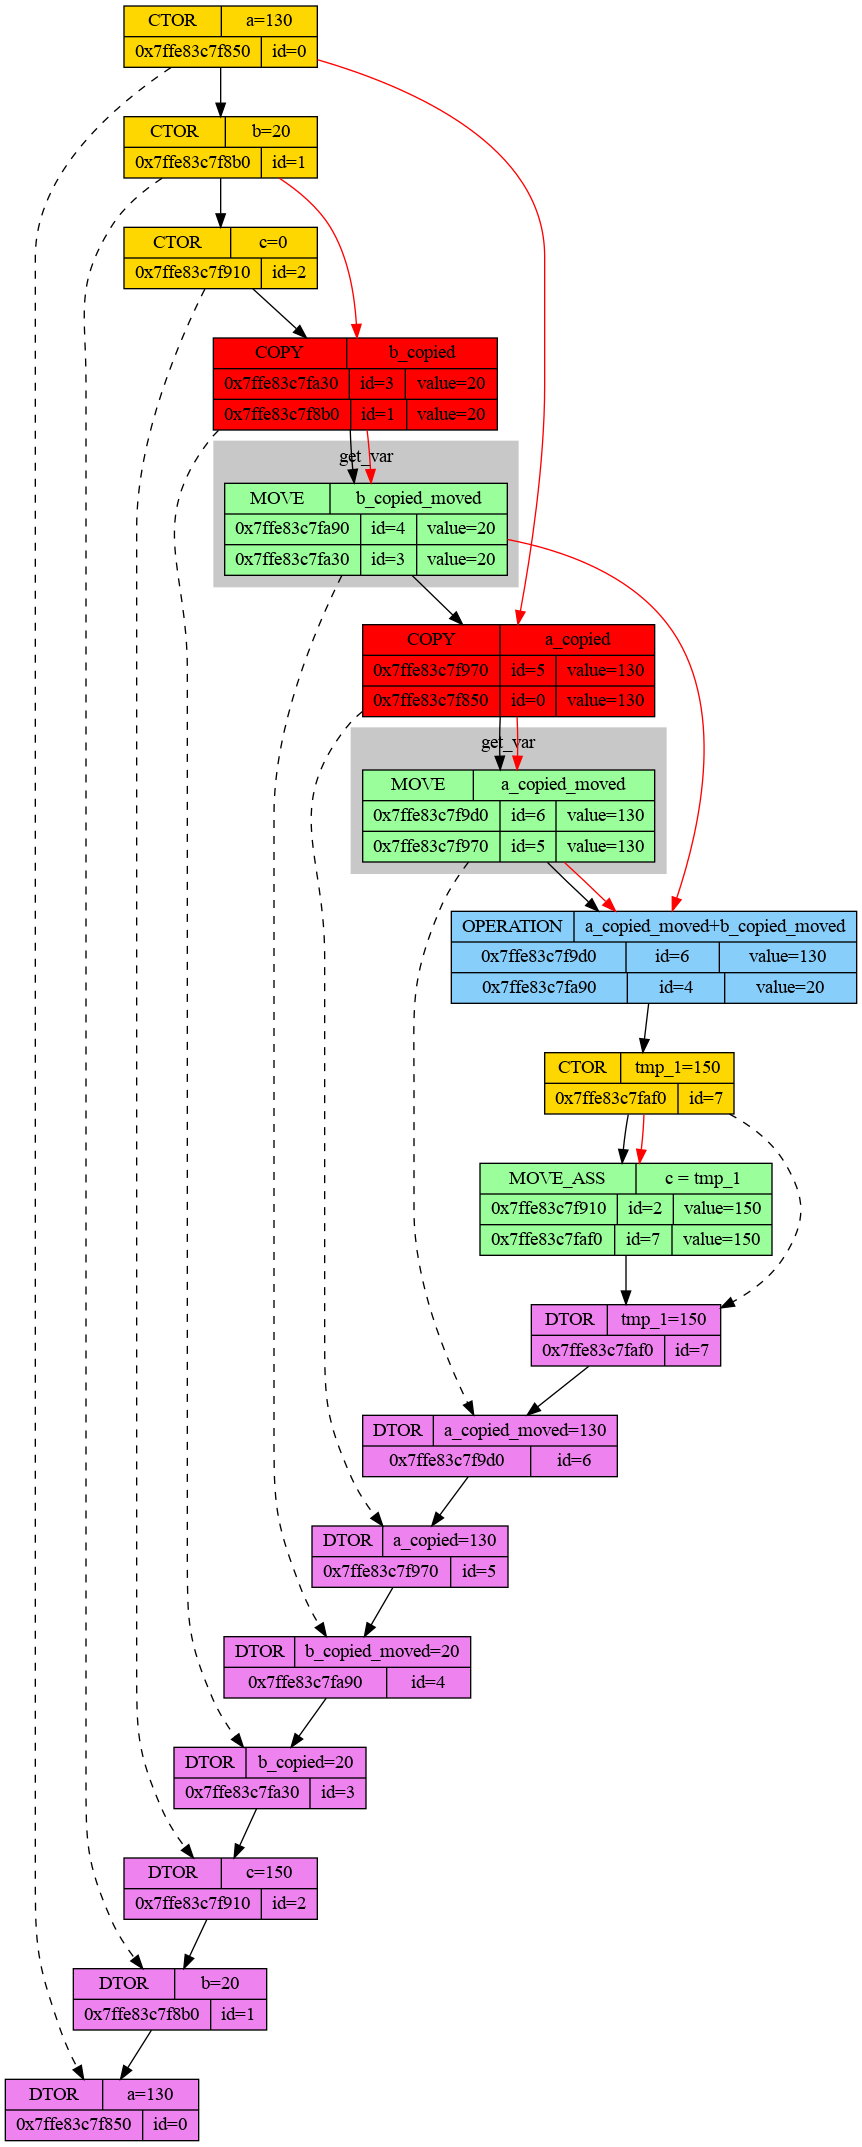 CTOR a=130
0x7ffe83c7f850 id=0
CTOR b=20
0x7ffe83c7f8b0 id=1
CTOR c=0
0x7ffe83c7f910 id=2
COPY b_copied
0x7ffe83c7fa30 id=3 value=20
0x7ffe83c7f8b0 id=1 value=20
get_var
MOVE b_copied_moved
0x7ffe83c7fa90 id=4 value=20
0x7ffe83c7fa30 id=3 value=20
COPY a_copied
0x7ffe83c7f970 id=5 value=130
0x7ffe83c7f850 id=0 value=130
get_var
MOVE a_copied_moved
0x7ffe83c7f9d0 id=6 value=130
0x7ffe83c7f970 id=5 value=130
OPERATION a_copied_moved+b_copied_moved
0x7ffe83c7f9d0 id=6 value=130
0x7ffe83c7fa90 id=4 value=20
CTOR tmp_1=150
0x7ffe83c7faf0 id=7
MOVE_ASS c = tmp_1
0x7ffe83c7f910 id=2 value=150
0x7ffe83c7faf0 id=7 value=150
DTOR tmp_1=150
0x7ffe83c7faf0 id=7
DTOR a_copied_moved=130
0x7ffe83c7f9d0 id=6
DTOR a_copied=130
0x7ffe83c7f970 id=5
DTOR b_copied_moved=20
0x7ffe83c7fa90 id=4
DTOR b_copied=20
0x7ffe83c7fa30 id=3
DTOR c=150
0x7ffe83c7f910 id=2
DTOR b=20
0x7ffe83c7f8b0 id=1
DTOR a=130
0x7ffe83c7f850 id=0